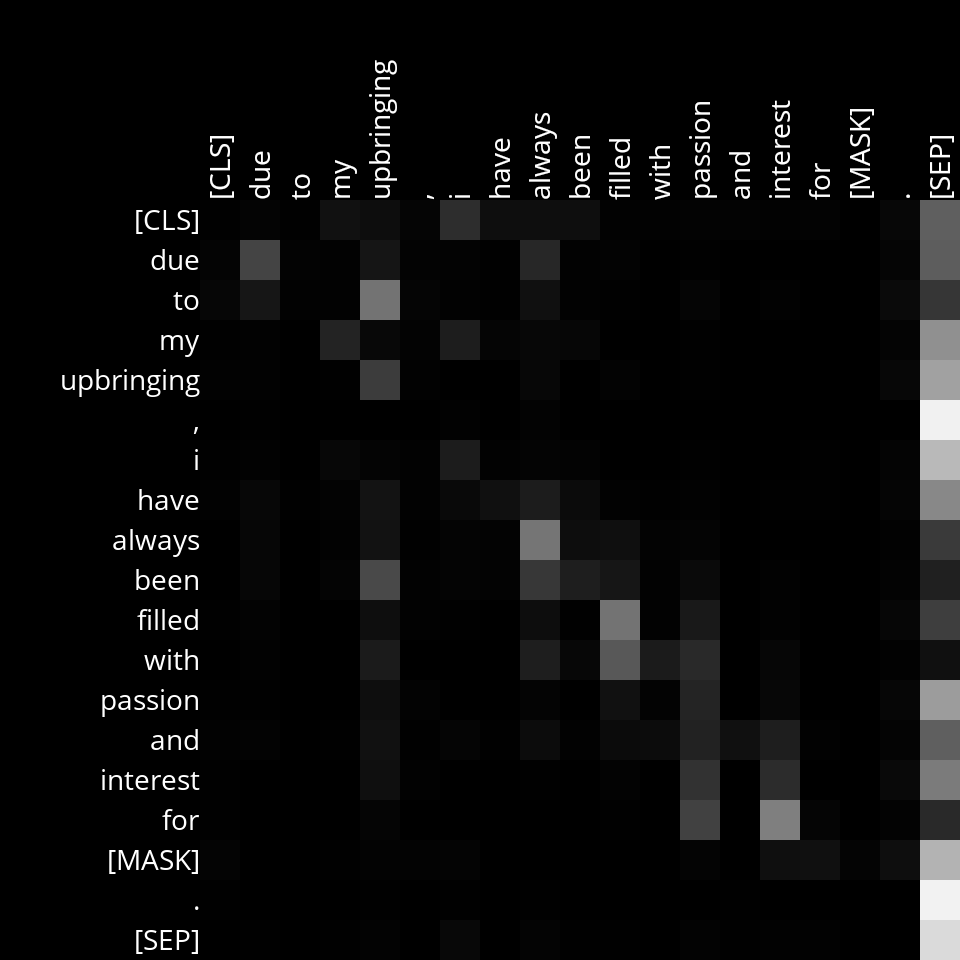 [CLS] due to my upbringing , i have always been filled with passion and interest for [MASK] . [SEP]
[CLS]
due
to
my
upbringing
,
i
have
always
been
filled
with
passion
and
interest
for
[MASK]
.
[SEP]